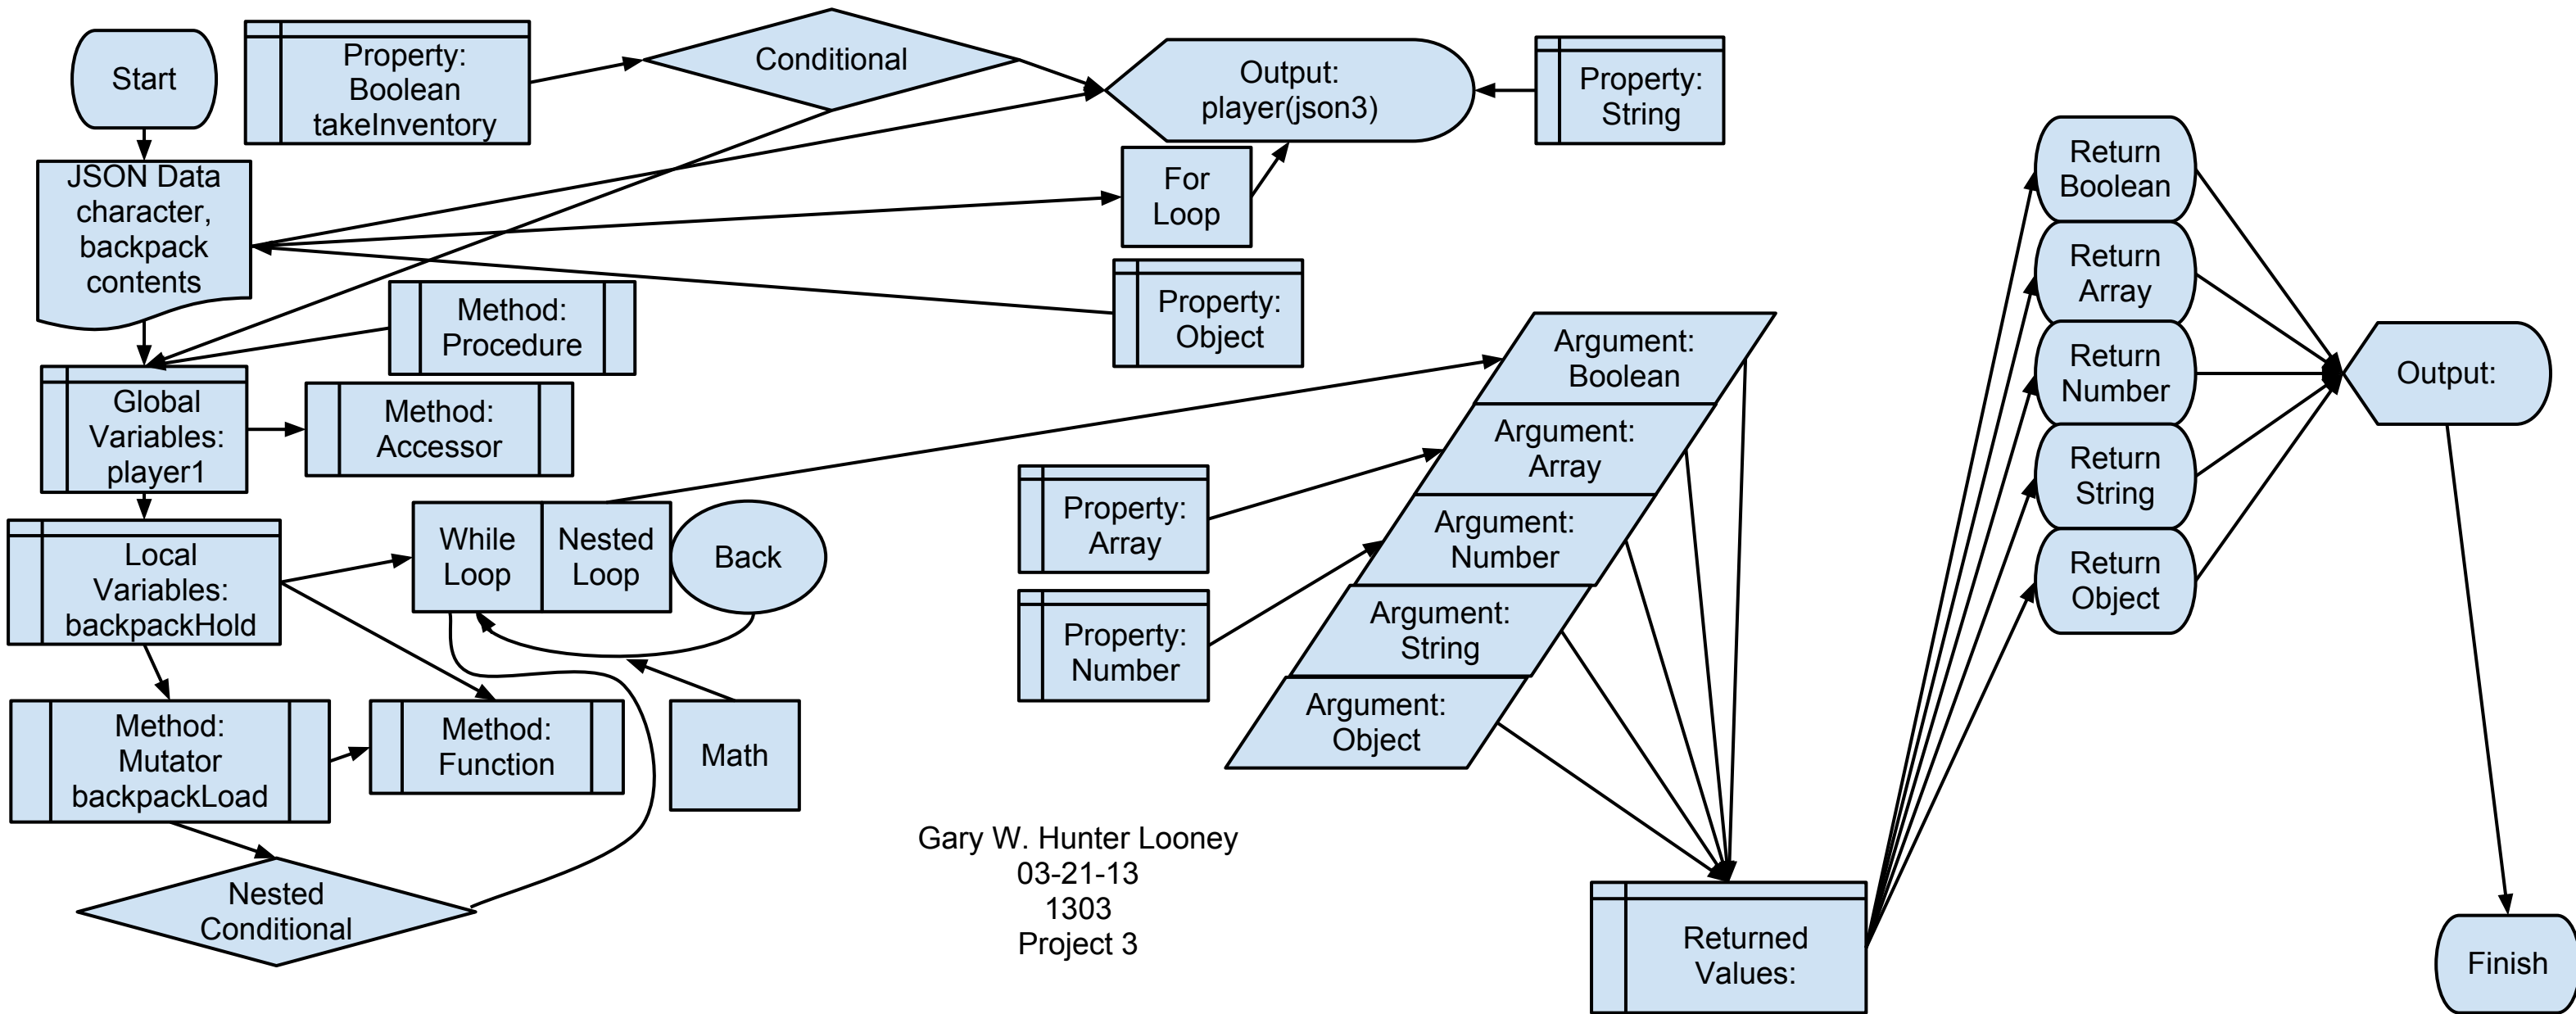 Start
Property:
Boolean
takeInventory
Conditional
Output:
player(json3)
Property:
String
JSON Data
character,
backpack
contents
For
Loop
Property:
Object
Method:
Procedure
Global
Variables:
player1
Method:
Accessor
Local
Variables:
backpackHold
While
Loop
Nested
Loop
Back
Method:
Mutator
backpackLoad
Method:
Function
Math
Nested
Conditional
Property:
Array
Property:
Number
Argument:
Boolean
Argument:
Array
Argument:
Number
Argument:
String
Argument:
Object
Gary W. Hunter Looney
03-21-13
1303
Project 3
Returned
Values:
Return
Boolean
Return
Array
Return
Number
Return
String
Return
Object
Output:
Finish